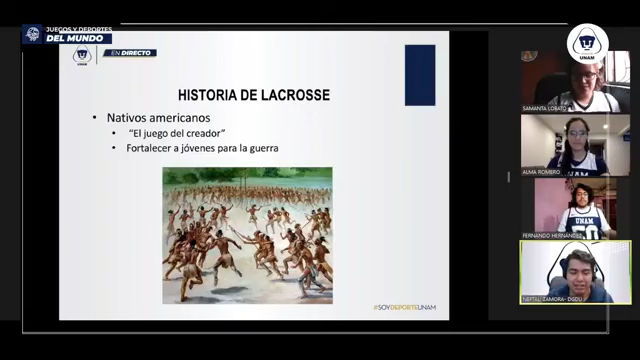 JUEGOS Y DEPORTES
DEL MUNDO
UNAM
EN DIRECTO
UNAM
HISTORIA DE LACROSSE
• Nativos americanos
• "El juego del creador"
• Fortalecer a jóvenes para la guerra
#SOYDEPORTEUNAM
SAMANTA LOBATO
ALMA ROMERO
UNAM
FERNANDO HERNÁNDEZ
NEFTALI ZAMORA- DGDU